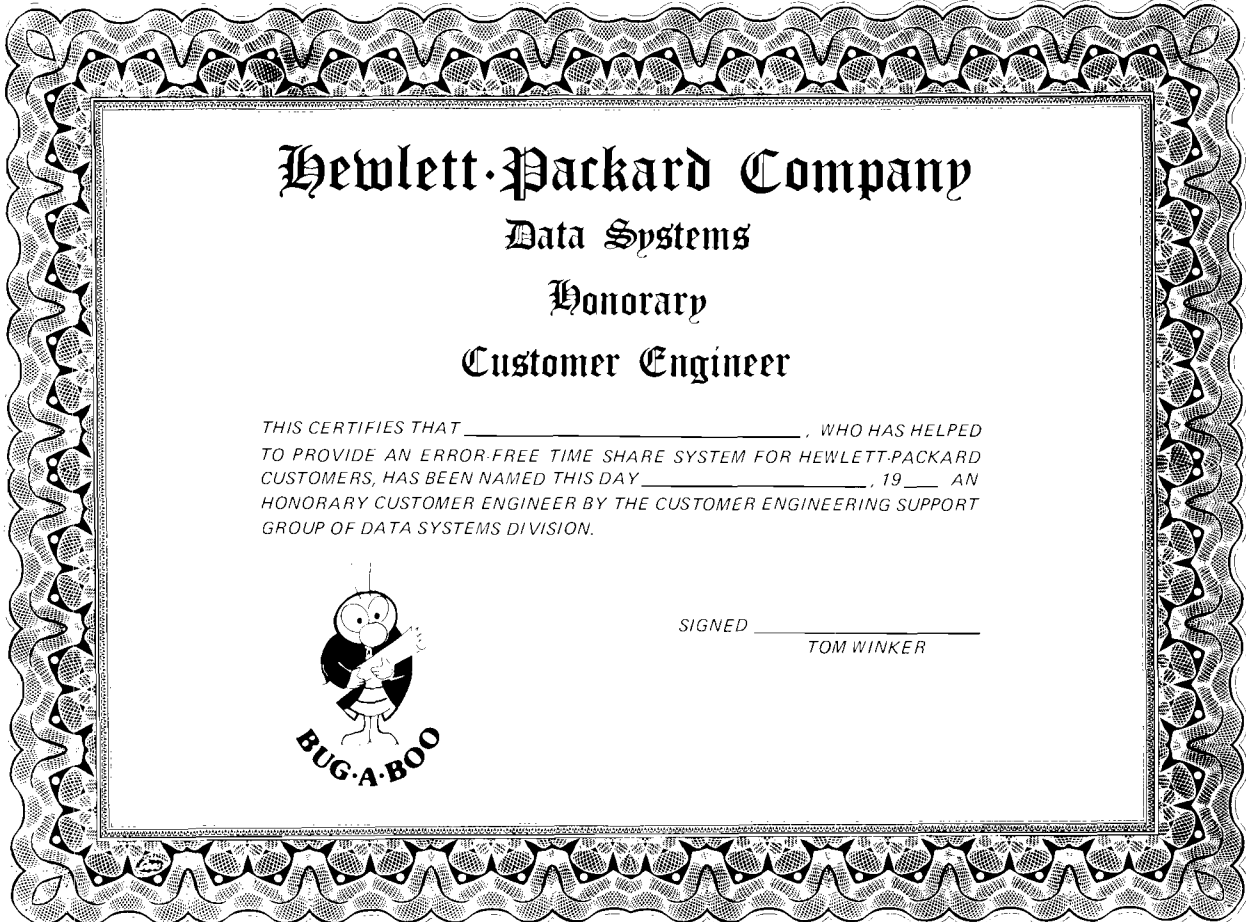 Hewlett·Packard Company
Data Systems
Honorary
Customer Engineer
THIS CERTIFIES THAT ____________________, WHO HAS HELPED
TO PROVIDE AN ERROR-FREE TIME SHARE SYSTEM FOR HEWLETT-PACKARD
CUSTOMERS, HAS BEEN NAMED THIS DAY ______________, 19___ AN
HONORARY CUSTOMER ENGINEER BY THE CUSTOMER ENGINEERING SUPPORT
GROUP OF DATA SYSTEMS DIVISION.
SIGNED ______________
TOM WINKER
BUG·A·BOO